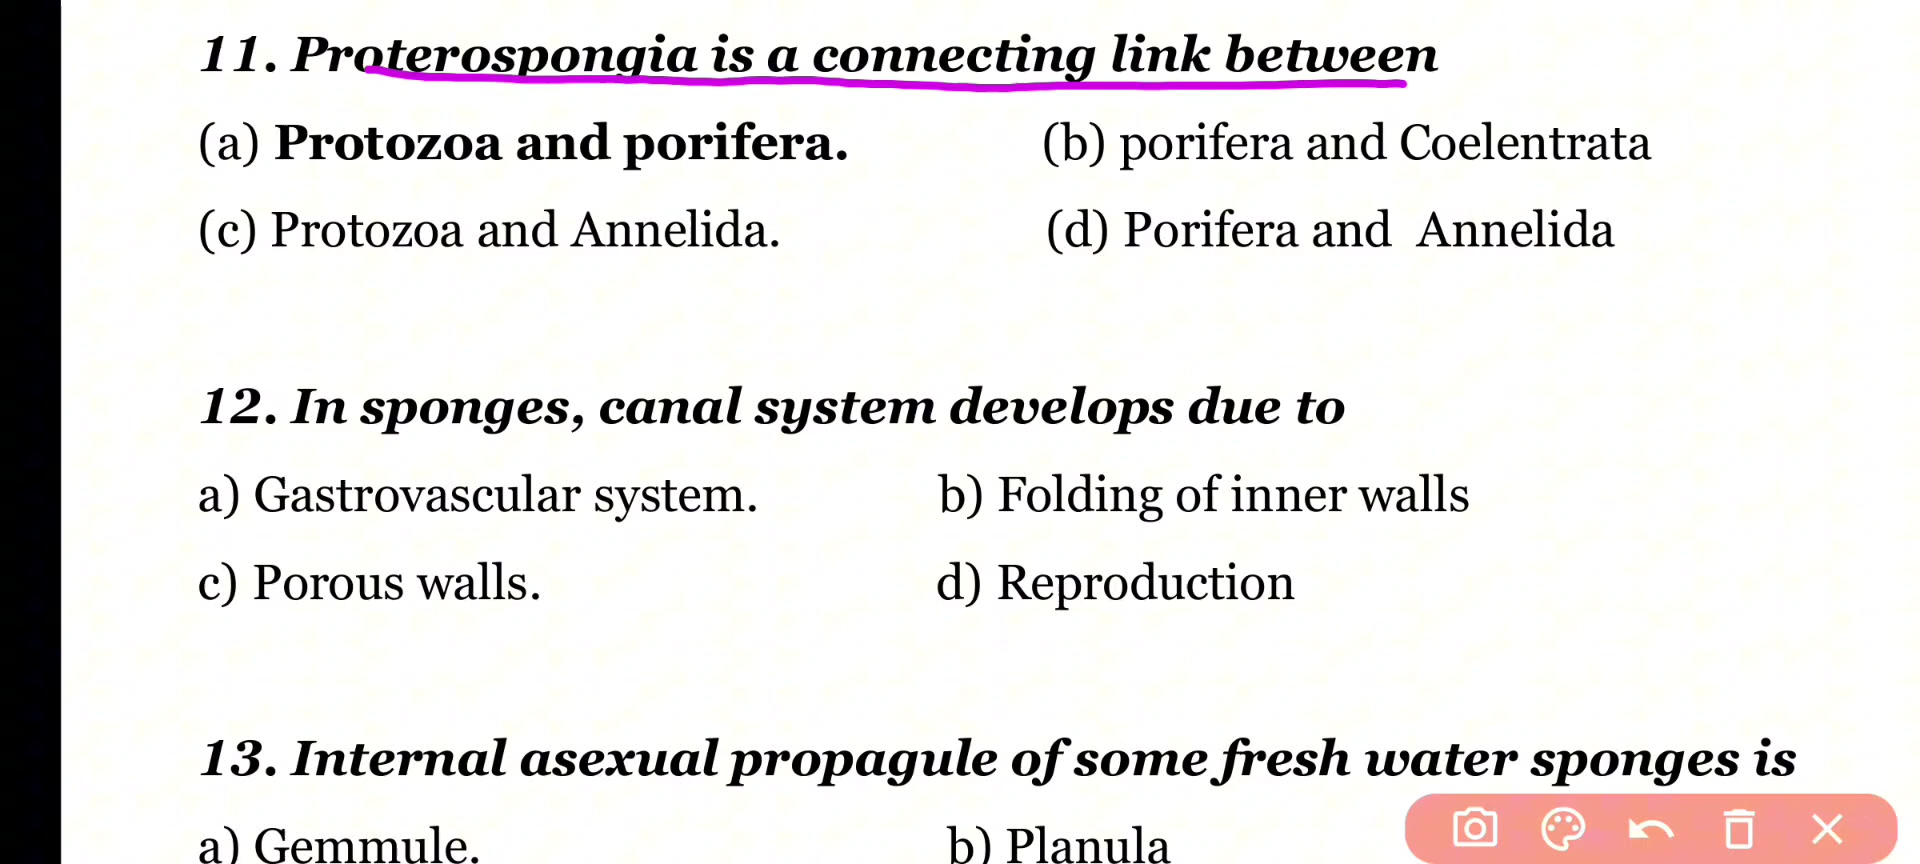 11. Proterospongia is a connecting link between
(a) Protozoa and porifera. (b) porifera and Coelentrata
(c) Protozoa and Annelida. (d) Porifera and Annelida
12. In sponges, canal system develops due to
a) Gastrovascular system. b) Folding of inner walls
c) Porous walls. d) Reproduction
13. Internal asexual propagule of some fresh water sponges is
a) Gemmule. b) Planula